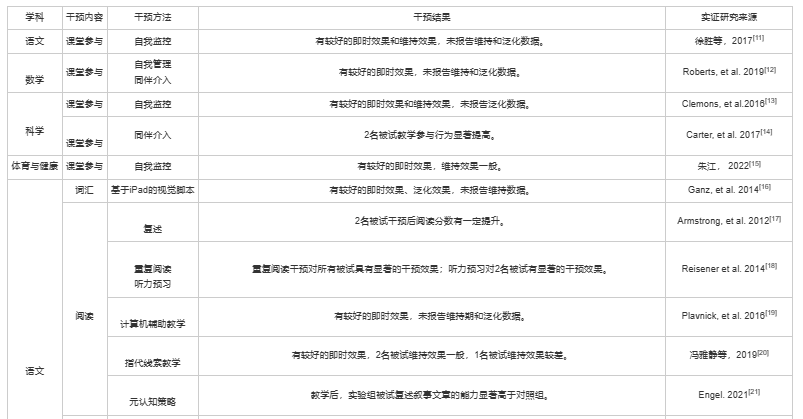 学科 干预内容 干预方法 干预结果 实证研究来源
语文 课堂参与 自我监控 有较好的即时效果和维持效果，未报告维持和泛化数据。 徐胜等，2017[11]
数学 课堂参与 自我管理 同伴介入 有较好的即时效果，未报告维持和泛化数据。 Roberts, et al. 2019[12]
科学 课堂参与 自我监控 有较好的即时效果和维持效果，未报告泛化数据。 Clemons, et al.2016[13]
课堂参与 同伴介入 2名被试教学参与行为显著提高。 Carter, et al. 2017[14]
体育与健康 课堂参与 自我监控 有较好的即时效果，维持效果一般。 朱江， 2022[15]
语文 词汇 基于iPad的视觉脚本 有较好的即时效果、泛化效果，未报告维持数据。 Ganz, et al. 2014[16]
阅读 复述 2名被试干预后阅读分数有一定提升。 Armstrong, et al. 2012[17]
重复阅读 听力预习 重复阅读干预对所有被试具有显著的干预效果；听力预习对2名被试有显著的干预效果。 Reisener et al. 2014[18]
计算机辅助教学 有较好的即时效果，未报告维持期和泛化数据。 Plavnick, et al. 2016[19]
指代线索教学 有较好的即时效果，2名被试维持效果一般，1名被试维持效果较差。 冯雅静等，2019[20]
元认知策略 教学后，实验组被试复述叙事文章的能力显著高于对照组。 Engel. 2021[21]